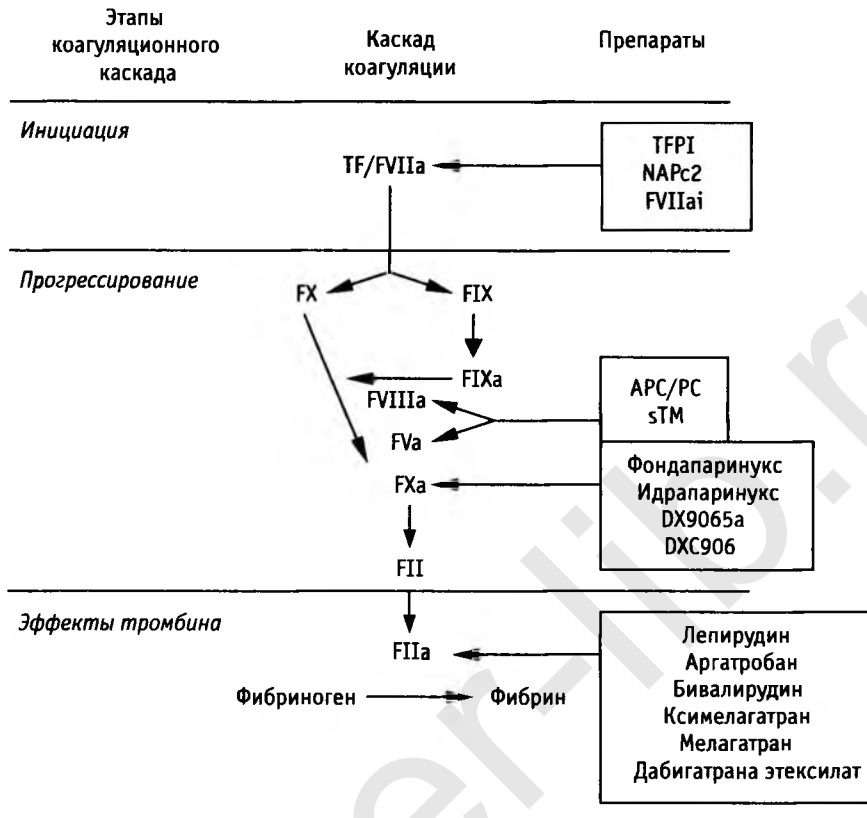 Этапы
коагуляционного
каскада
Каскад
коагуляции
Препараты
Инициация
TF/FVIIa
TFPI
NAPc2
FVIIai
Прогрессирование
FX
FIX
FIXa
FVIIIa
FVa
APC/PC
sTM
FXa
Фондапаринукс
Идрапаринукс
DX9065a
DXC906
FII
Эффекты тромбина
FIIa
Фибриноген
Фибрин
Лепирудин
Аргатробан
Бивалирудин
Ксимелагатран
Мелагатран
Дабигатрана этексилат
er-lib.r